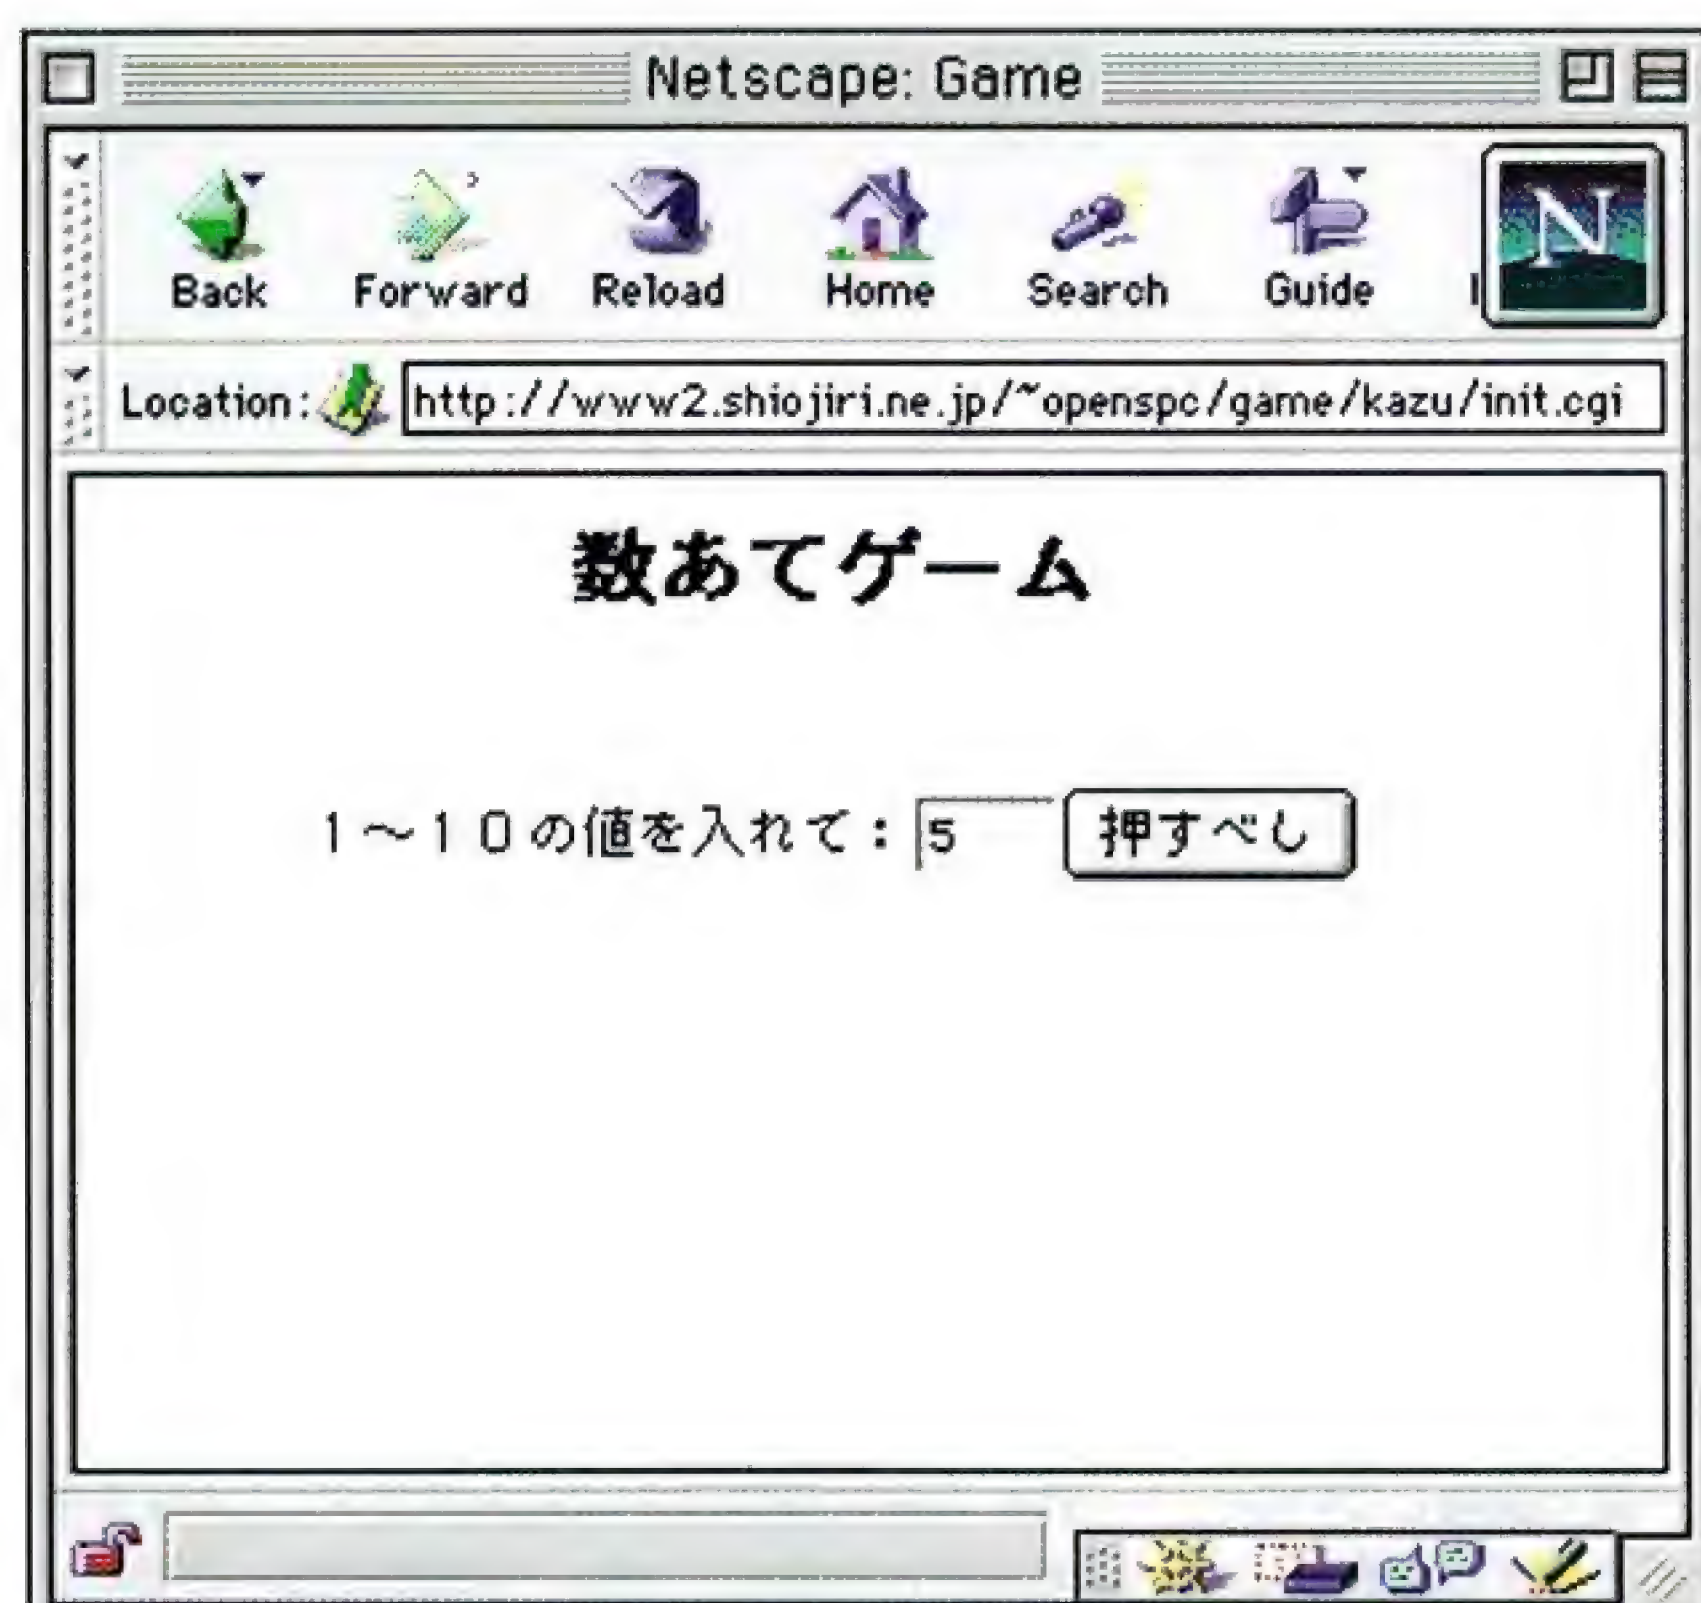 Netscape: Game
Back Forward Reload Home Search Guide
N
Location: http://www2.shiojiri.ne.jp/~openspc/game/kazu/init.cgi
数あてゲーム
1～10の値を入れて：5 押すべし